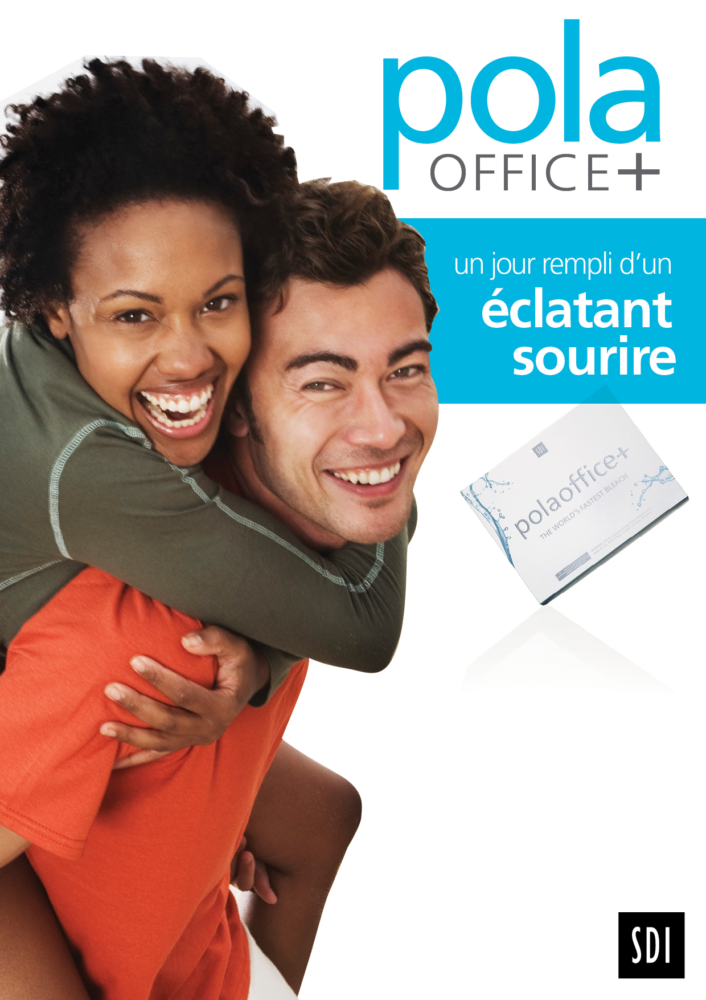 pola
OFFICE+
un jour rempli d’un
éclatant
sourire
SDI
polaoffice+
THE WORLD'S FASTEST BLEACH
SDI